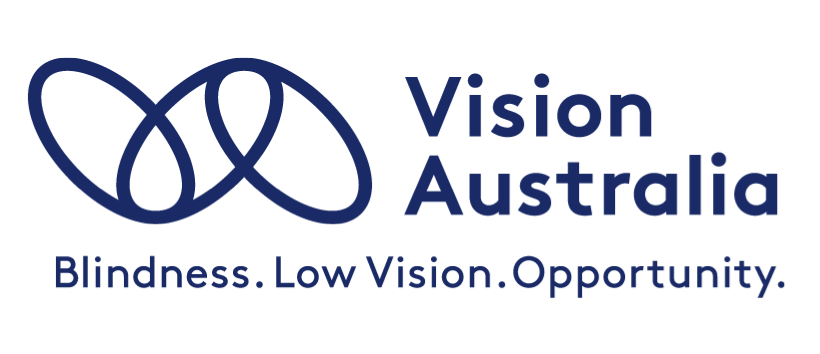 Vision
Australia
Blindness. Low Vision. Opportunity.